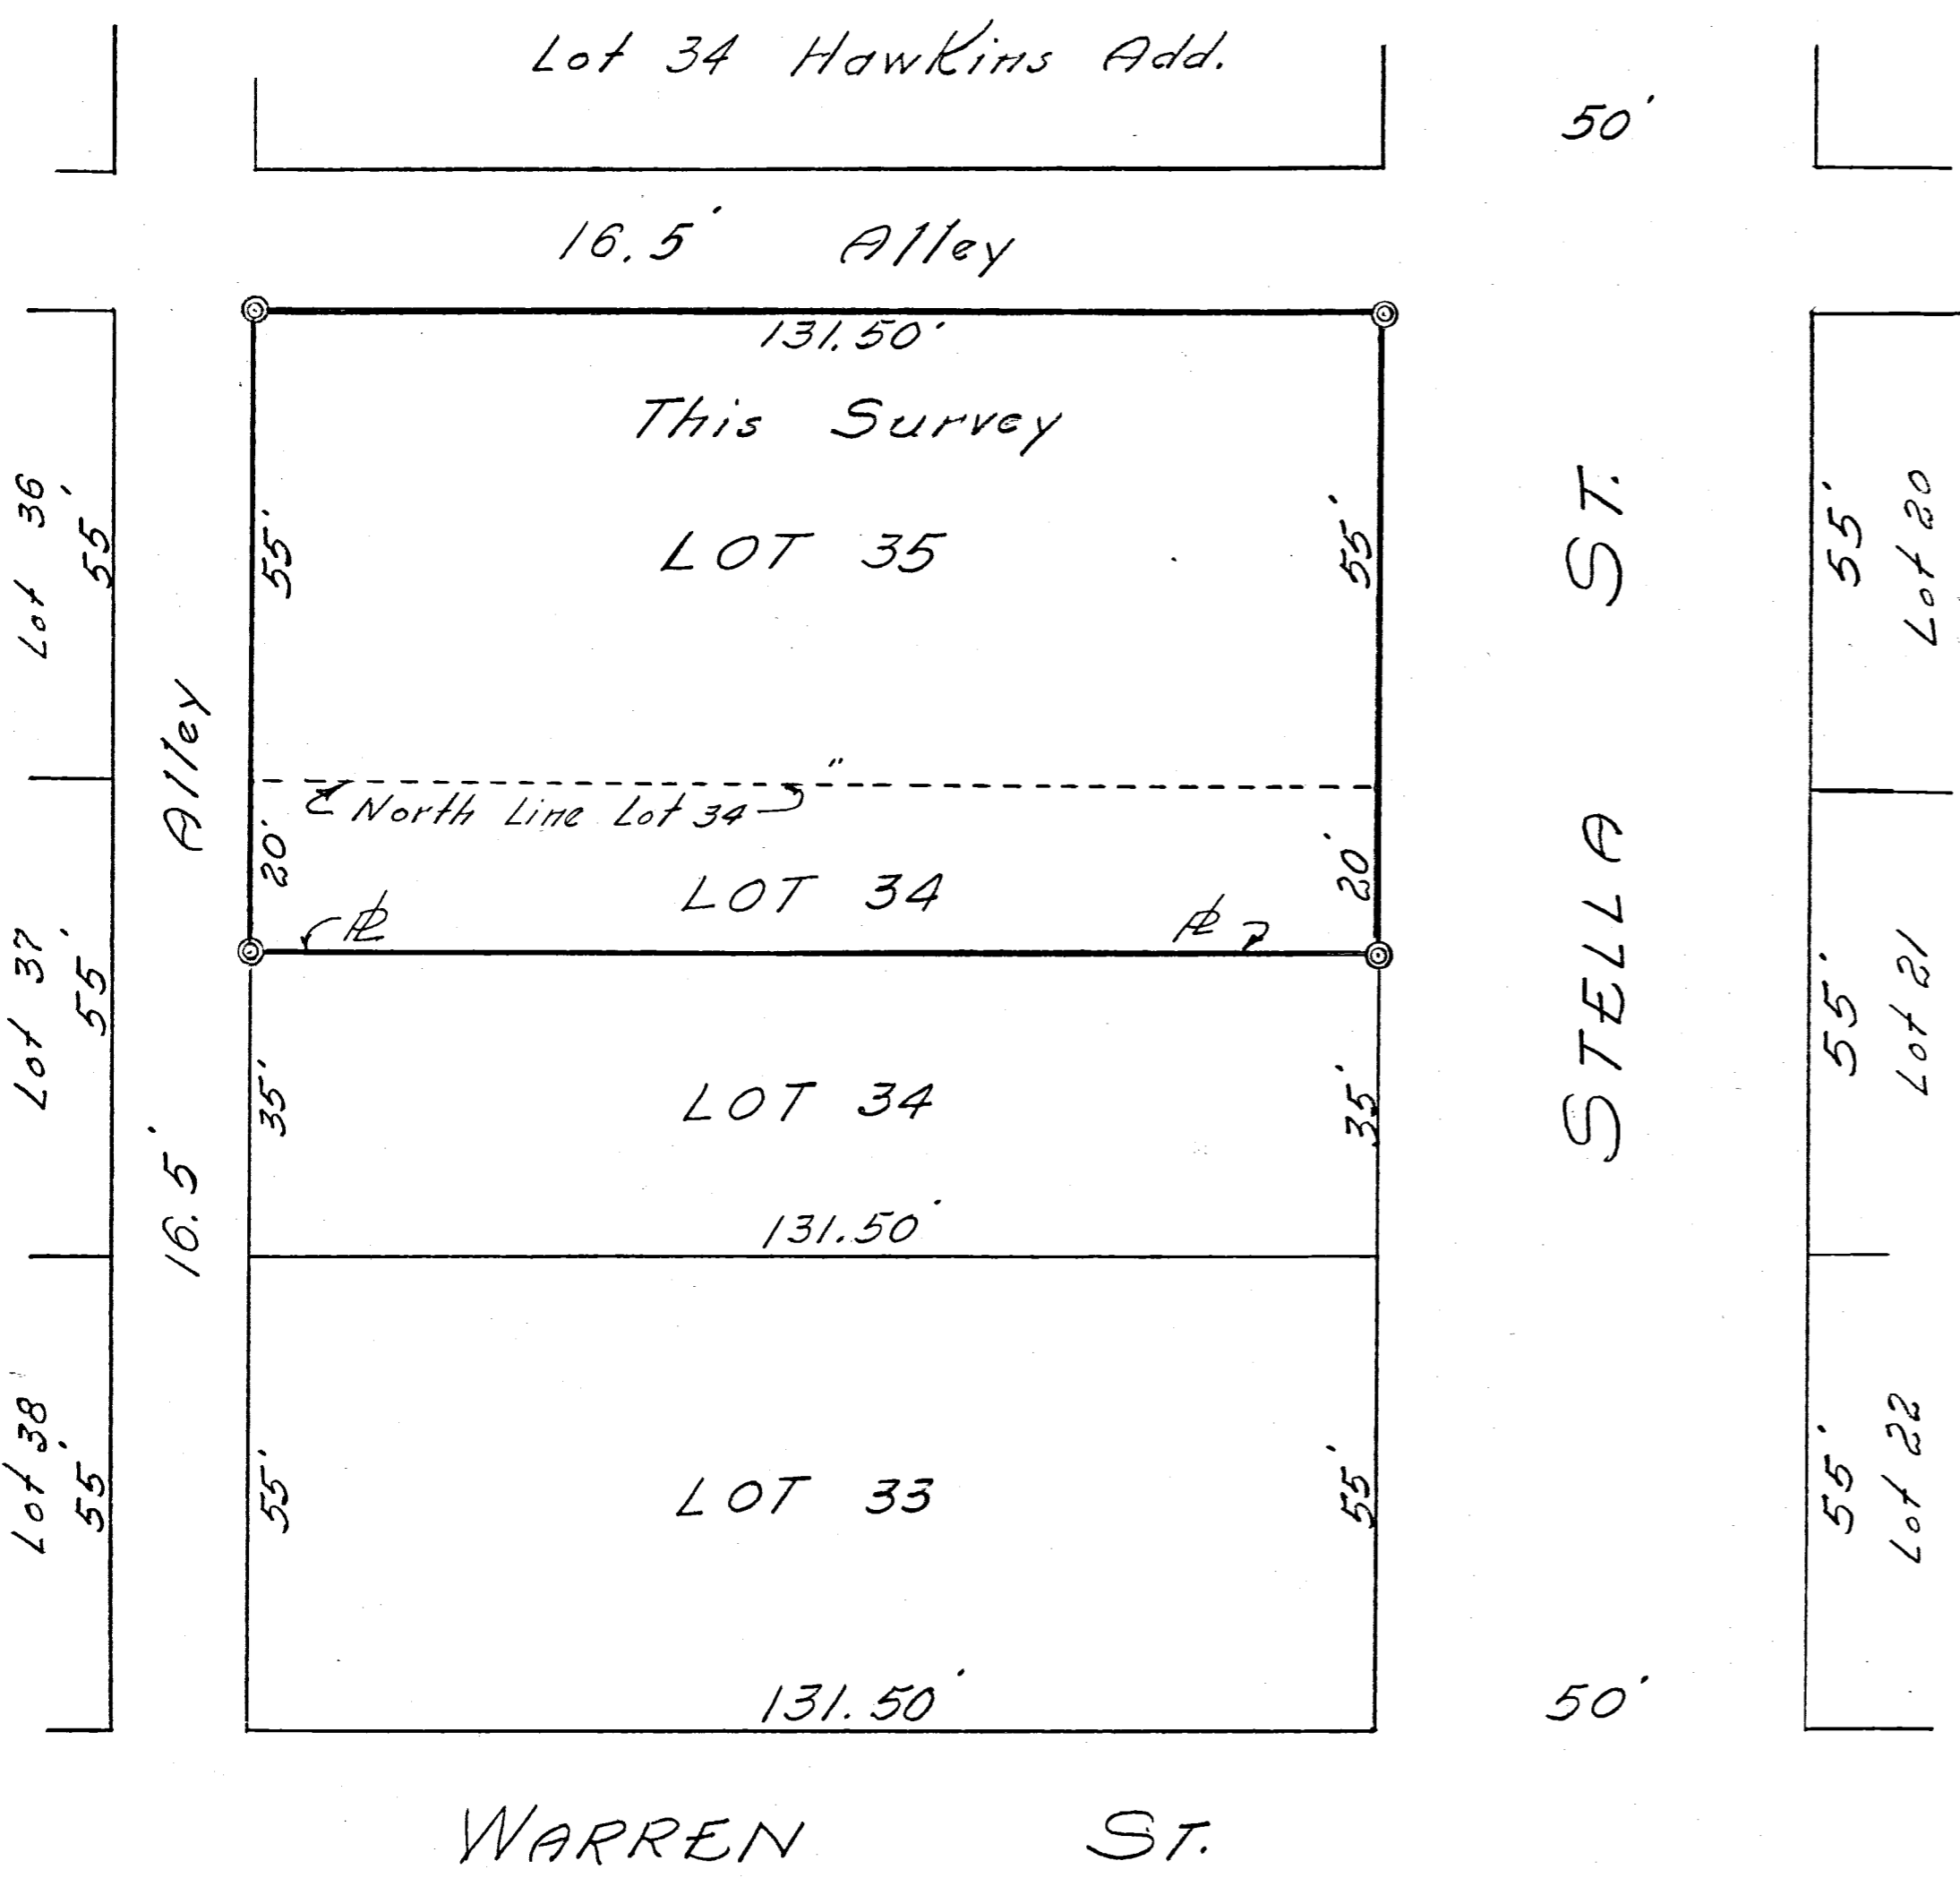 Lot 34 Hawkins Add.
50'
16.5' Alley
131.50'
This Survey
LOT 35
55'
55'
Lot 36
55'
55'
Lot 20
Alley
16.5'
STELLA ST.
"
North Line Lot 34
20'
20'
LOT 34
PL
PL
Lot 37
55'
55'
Lot 21
35'
LOT 34
35'
131.50'
Lot 38
55'
55'
LOT 33
55'
55'
Lot 22
131.50'
50'
WARREN ST.